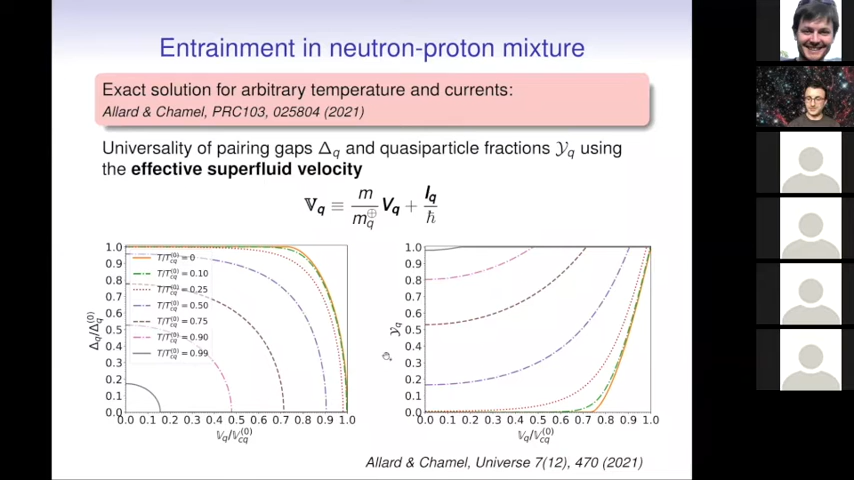 Entrainment in neutron-proton mixture
Exact solution for arbitrary temperature and currents:
Allard & Chamel, PRC103, 025804 (2021)
Universality of pairing gaps Δq and quasiparticle fractions 𝒴q using
the effective superfluid velocity
𝕍q ≡ m/mq⊕ Vq + Iq/ħ
1.0
0.9
0.8
0.7
0.6
0.5
0.4
0.3
0.2
0.1
0.0
Δq/Δq(0)
T/Tcq(0) = 0
T/Tcq(0) = 0.10
T/Tcq(0) = 0.25
T/Tcq(0) = 0.50
T/Tcq(0) = 0.75
T/Tcq(0) = 0.90
T/Tcq(0) = 0.99
0.0 0.1 0.2 0.3 0.4 0.5 0.6 0.7 0.8 0.9 1.0
𝕍q/𝕍cq(0)
1.0
0.9
0.8
0.7
0.6
0.5
0.4
0.3
0.2
0.1
0.0
𝒴q
0.0 0.1 0.2 0.3 0.4 0.5 0.6 0.7 0.8 0.9 1.0
𝕍q/𝕍cq(0)
Allard & Chamel, Universe 7(12), 470 (2021)